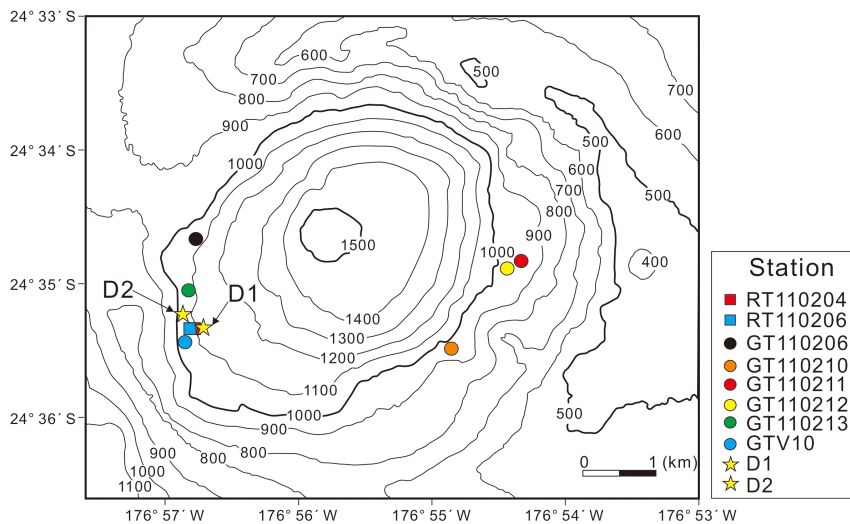 24° 33′ S
600
500
700
700
800
900
500
600
24° 34′ S
1000
600
700
500
800
900
1500
1000
400
24° 35′ S
Station
D2
D1
RT110204
1400
RT110206
1300
GT110206
1200
GT110210
1100
GT110211
1000
500
GT110212
24° 36′ S
900
GT110213
900
800
800
GTV10
1000
0 1 (km)
D1
1100
D2
176° 57′ W 176° 56′ W 176° 55′ W 176° 54′ W 176° 53′ W